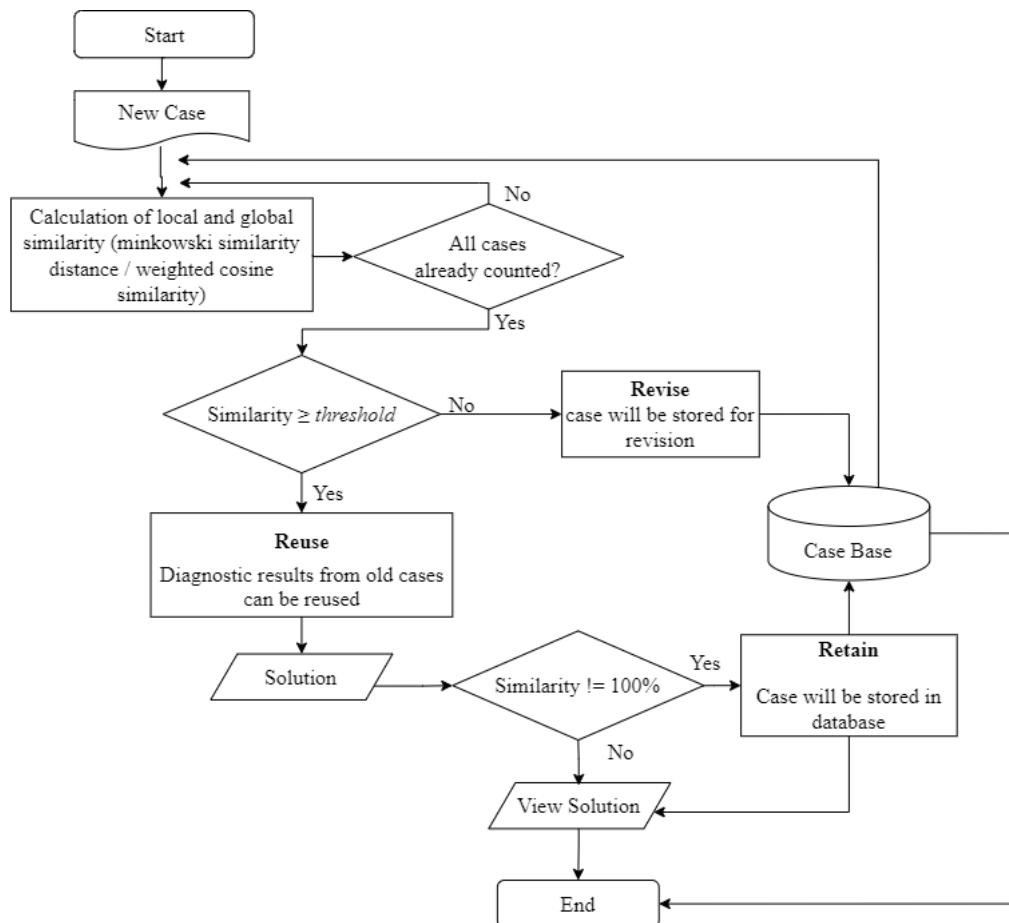 Start
New Case
No
Calculation of local and global
similarity (minkowski similarity
distance / weighted cosine
similarity)
All cases
already counted?
Yes
Similarity ≥ threshold
No
Revise
case will be stored for
revision
Yes
Reuse
Diagnostic results from old cases
can be reused
Case Base
Solution
Similarity != 100%
Yes
Retain
Case will be stored in
database
No
View Solution
End